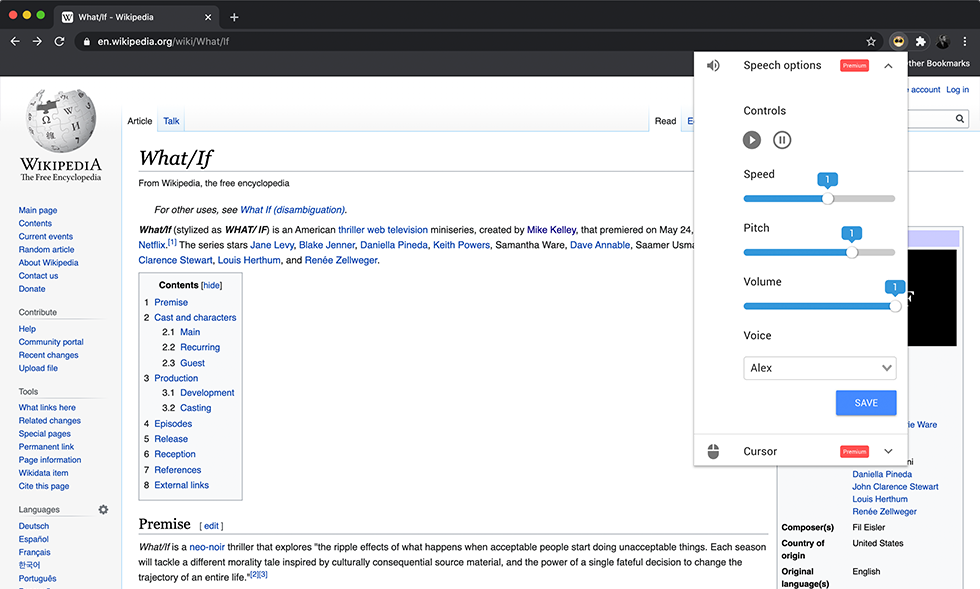 What/If - Wikipedia
en.wikipedia.org/wiki/What/If
Other Bookmarks
WIKIPEDIA
The Free Encyclopedia
Main page
Contents
Current events
Random article
About Wikipedia
Contact us
Donate
Contribute
Help
Community portal
Recent changes
Upload file
Tools
What links here
Related changes
Special pages
Permanent link
Page information
Wikidata item
Cite this page
Languages
Deutsch
Español
Français
한국어
Português
Article Talk
Read
account Log in
What/If
From Wikipedia, the free encyclopedia
For other uses, see What If (disambiguation).
What/If (stylized as WHAT/ IF) is an American thriller web television miniseries, created by Mike Kelley, that premiered on May 24,
Netflix.[1] The series stars Jane Levy, Blake Jenner, Daniella Pineda, Keith Powers, Samantha Ware, Dave Annable, Saamer Usma
Clarence Stewart, Louis Herthum, and Renée Zellweger.
Contents [hide]
1 Premise
2 Cast and characters
2.1 Main
2.2 Recurring
2.3 Guest
3 Production
3.1 Development
3.2 Casting
4 Episodes
5 Release
6 Reception
7 References
8 External links
Premise [ edit ]
What/If is a neo-noir thriller that explores "the ripple effects of what happens when acceptable people start doing unacceptable things. Each season
will tackle a different morality tale inspired by culturally consequential source material, and the power of a single fateful decision to change the
trajectory of an entire life."[2][3]
Speech options Premium
Controls
Speed
1
Pitch
1
Volume
1
Voice
Alex
SAVE
Cursor Premium
Ware
Daniella Pineda
John Clarence Stewart
Louis Herthum
Renée Zellweger
Composer(s) Fil Eisler
Country of United States
origin
Original English
language(s)